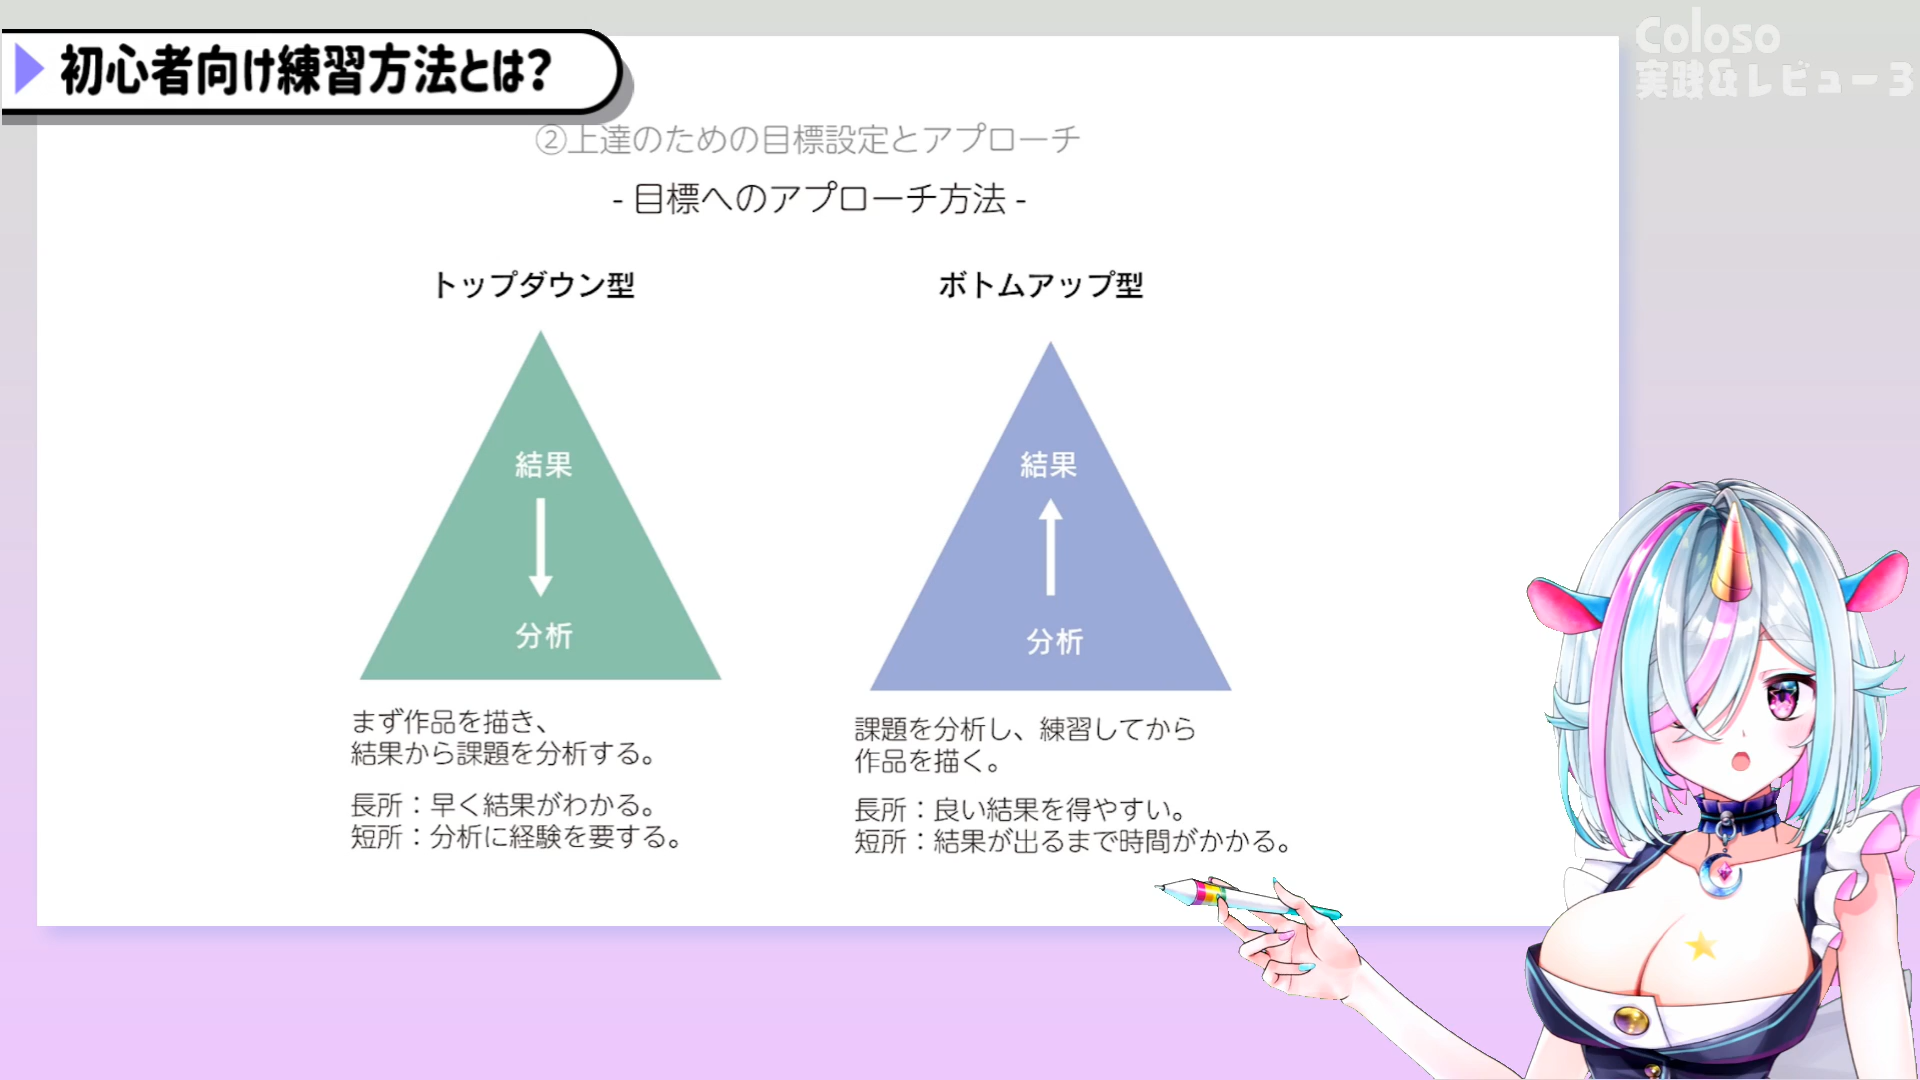 初心者向け練習方法とは?
Coloso
実践&レビュー3
②上達のための目標設定とアプローチ
- 目標へのアプローチ方法 -
トップダウン型
結果
分析
まず作品を描き、
結果から課題を分析する。
長所：早く結果がわかる。
短所：分析に経験を要する。
ボトムアップ型
結果
分析
課題を分析し、練習してから
作品を描く。
長所：良い結果を得やすい。
短所：結果が出るまで時間がかかる。